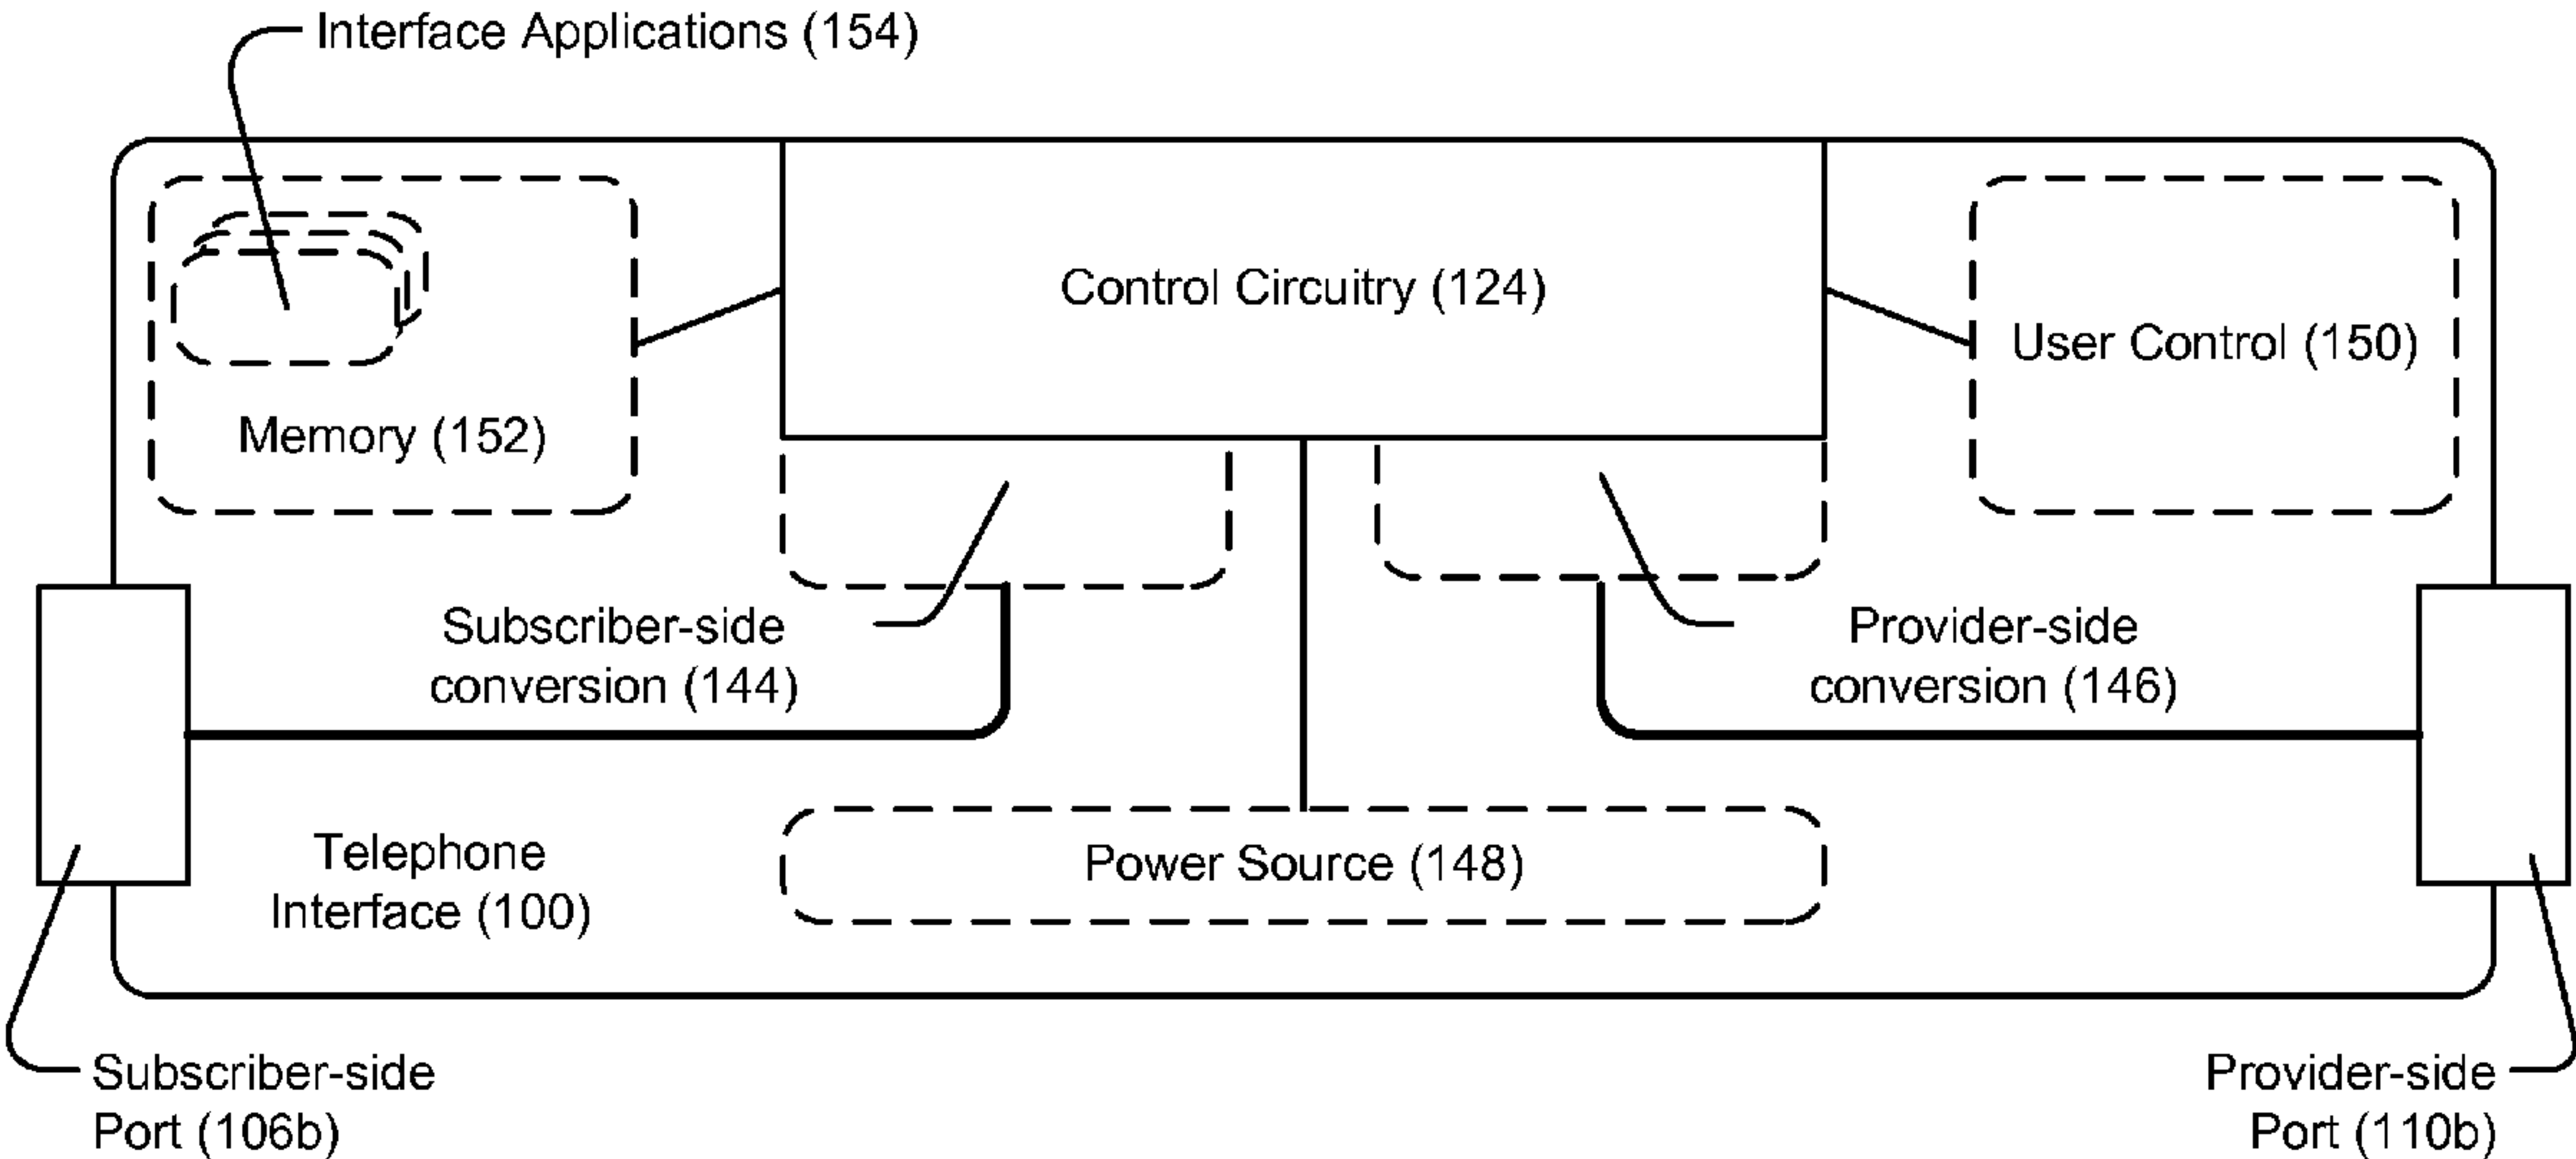 Interface Applications (154)
Control Circuitry (124)
User Control (150)
Memory (152)
Subscriber-side
conversion (144)
Provider-side
conversion (146)
Telephone
Interface (100)
Power Source (148)
Subscriber-side
Port (106b)
Provider-side
Port (110b)